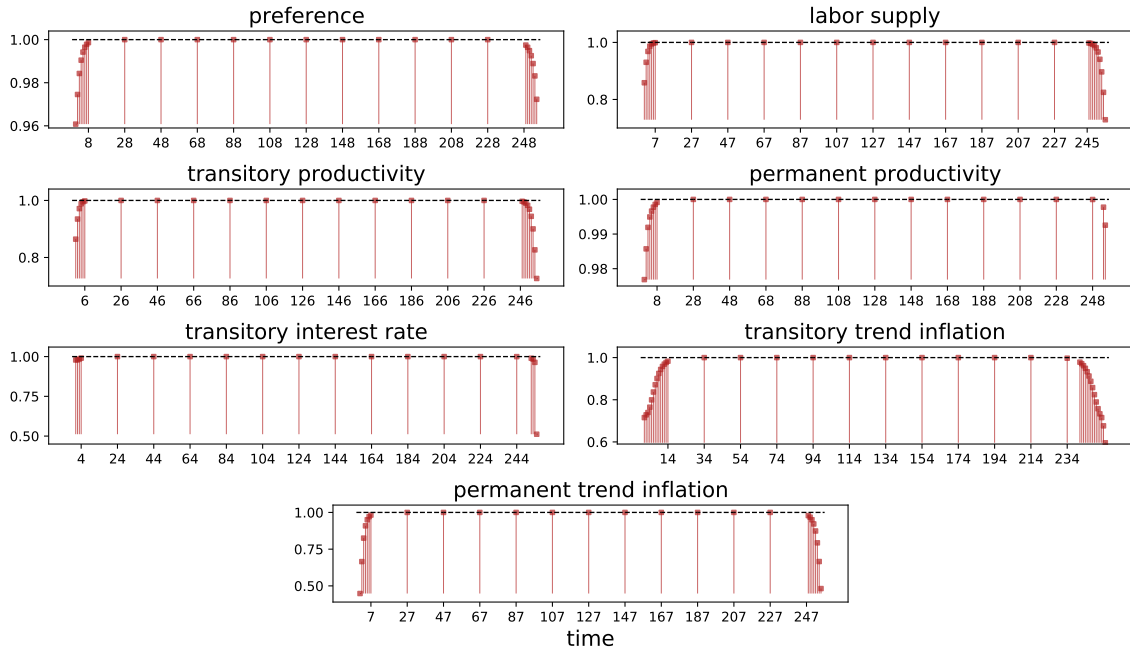 preference
1.00
0.98
0.96
8 28 48 68 88 108 128 148 168 188 208 228 248
labor supply
1.0
0.8
7 27 47 67 87 107 127 147 167 187 207 227 245
transitory productivity
1.0
0.8
6 26 46 66 86 106 126 146 166 186 206 226 246
permanent productivity
1.00
0.99
0.98
8 28 48 68 88 108 128 148 168 188 208 228 248
transitory interest rate
1.00
0.75
0.50
4 24 44 64 84 104 124 144 164 184 204 224 244
transitory trend inflation
1.0
0.8
0.6
14 34 54 74 94 114 134 154 174 194 214 234
permanent trend inflation
1.00
0.75
0.50
7 27 47 67 87 107 127 147 167 187 207 227 247
time